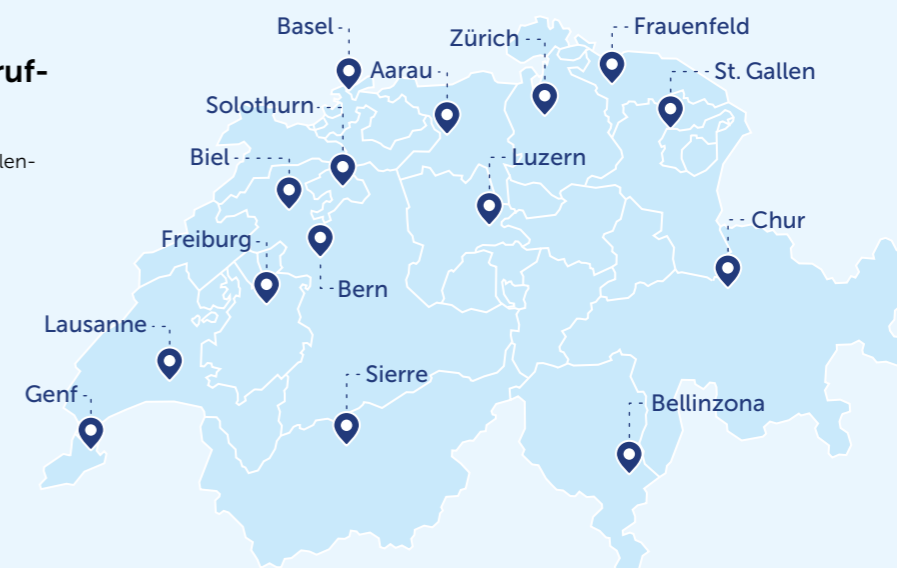 Basel
Frauenfeld
Zürich
ruf-
Aarau
St. Gallen
Solothurn
len-
Biel
Luzern
Chur
Freiburg
Bern
Lausanne
Sierre
Genf
Bellinzona